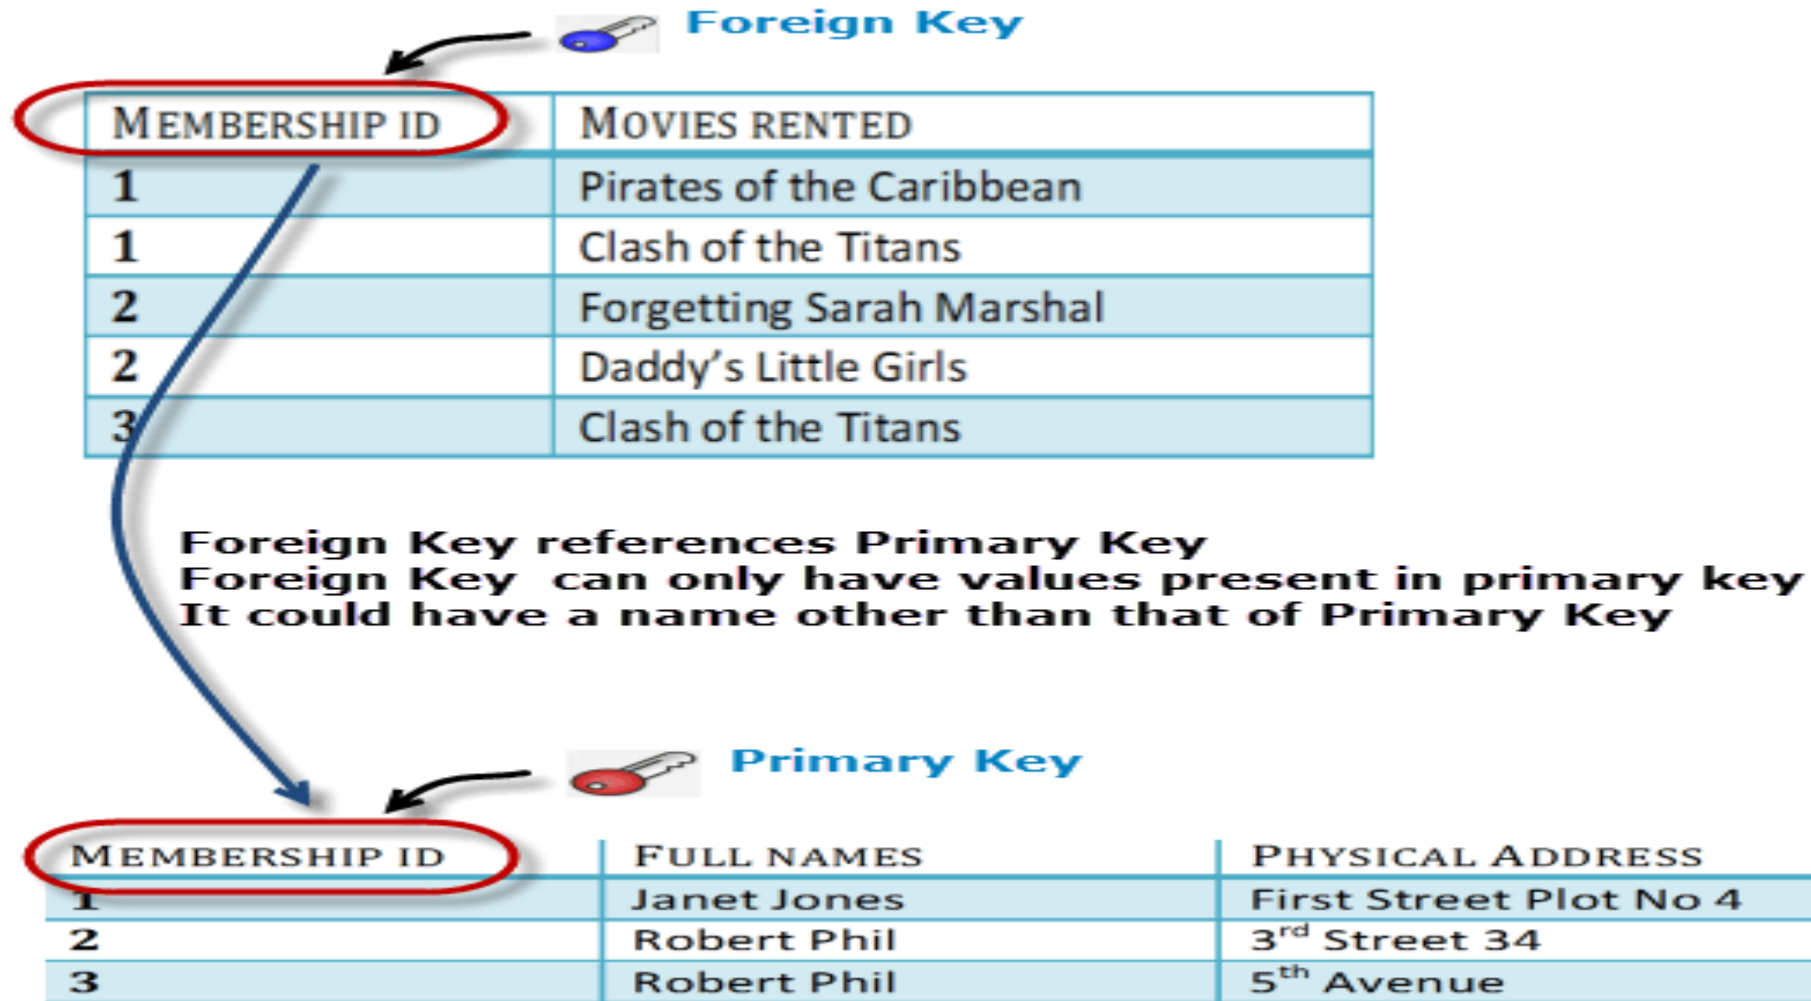 Foreign Key
MEMBERSHIP ID MOVIES RENTED
1 Pirates of the Caribbean
1 Clash of the Titans
2 Forgetting Sarah Marshal
2 Daddy's Little Girls
3 Clash of the Titans
Foreign Key references Primary Key
Foreign Key can only have values present in primary key
It could have a name other than that of Primary Key
Primary Key
MEMBERSHIP ID FULL NAMES PHYSICAL ADDRESS
1 Janet Jones First Street Plot No 4
2 Robert Phil 3rd Street 34
3 Robert Phil 5th Avenue